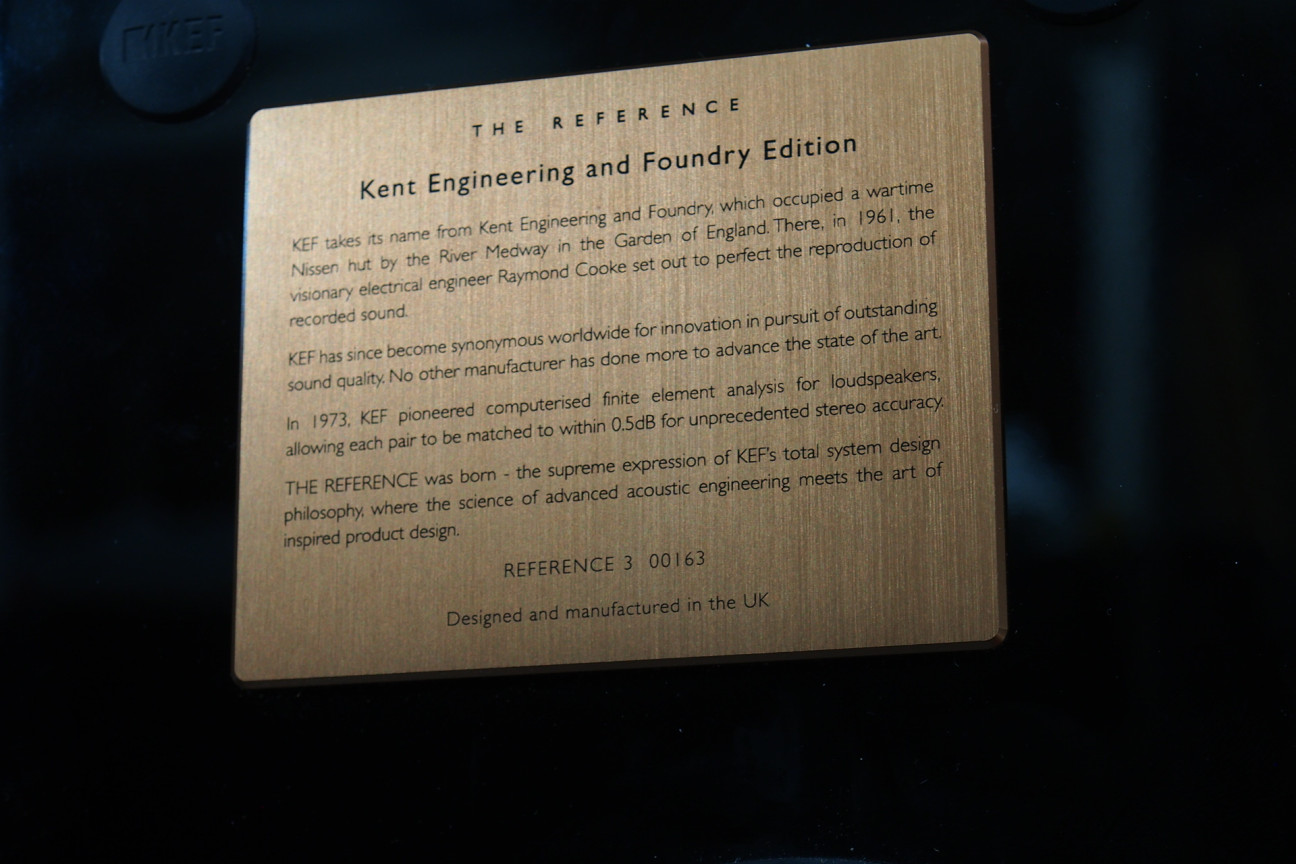 KEF
THE REFERENCE
Kent Engineering and Foundry Edition
KEF takes its name from Kent Engineering and Foundry, which occupied a wartime
Nissen hut by the River Medway in the Garden of England. There, in 1961, the
visionary electrical engineer Raymond Cooke set out to perfect the reproduction of
recorded sound.
KEF has since become synonymous worldwide for innovation in pursuit of outstanding
sound quality. No other manufacturer has done more to advance the state of the art.
In 1973, KEF pioneered computerised finite element analysis for loudspeakers,
allowing each pair to be matched to within 0.5dB for unprecedented stereo accuracy.
THE REFERENCE was born - the supreme expression of KEF's total system design
philosophy, where the science of advanced acoustic engineering meets the art of
inspired product design.
REFERENCE 3 00163
Designed and manufactured in the UK